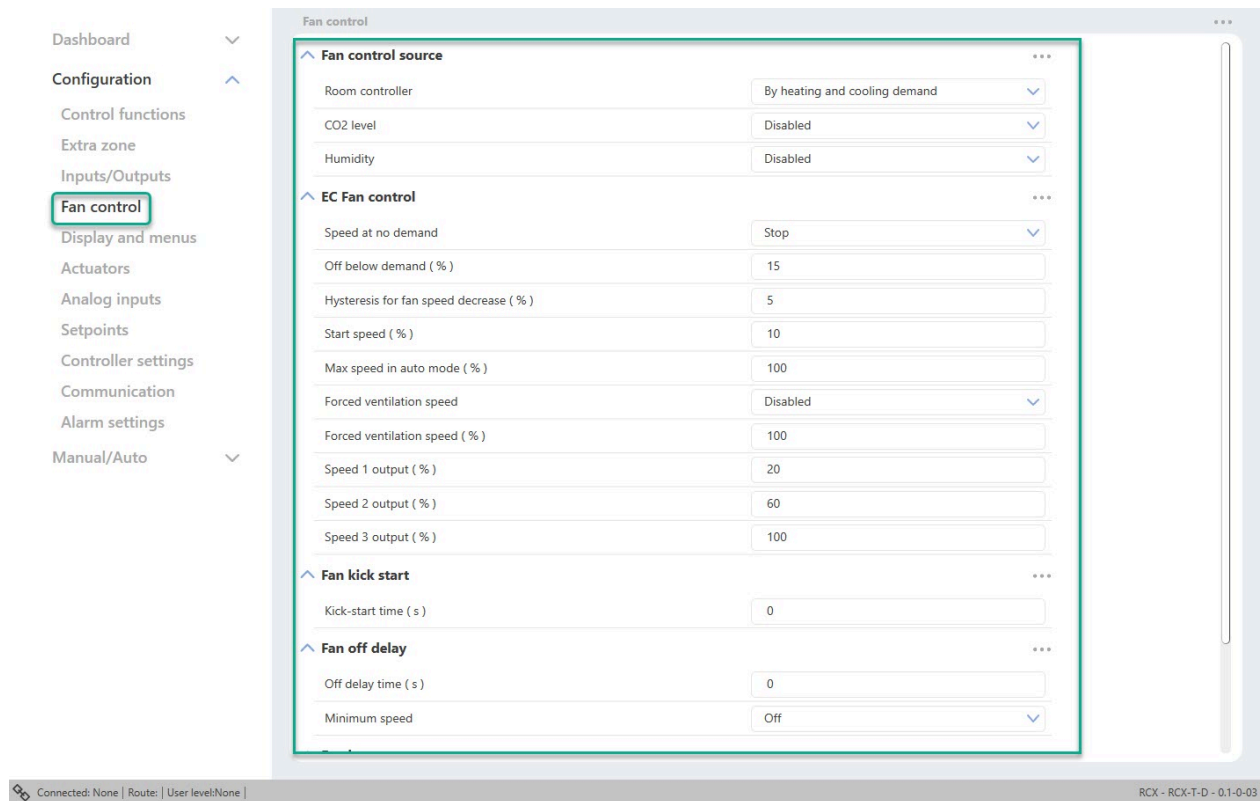 Fan control
Dashboard
Configuration
Control functions
Extra zone
Inputs/Outputs
Fan control
Display and menus
Actuators
Analog inputs
Setpoints
Controller settings
Communication
Alarm settings
Manual/Auto
Fan control source
Room controller By heating and cooling demand
CO2 level Disabled
Humidity Disabled
EC Fan control
Speed at no demand Stop
Off below demand ( % ) 15
Hysteresis for fan speed decrease ( % ) 5
Start speed ( % ) 10
Max speed in auto mode ( % ) 100
Forced ventilation speed Disabled
Forced ventilation speed ( % ) 100
Speed 1 output ( % ) 20
Speed 2 output ( % ) 60
Speed 3 output ( % ) 100
Fan kick start
Kick-start time ( s ) 0
Fan off delay
Off delay time ( s ) 0
Minimum speed Off
Connected: None | Route: | User level:None |
RCX - RCX-T-D - 0.1-0-03